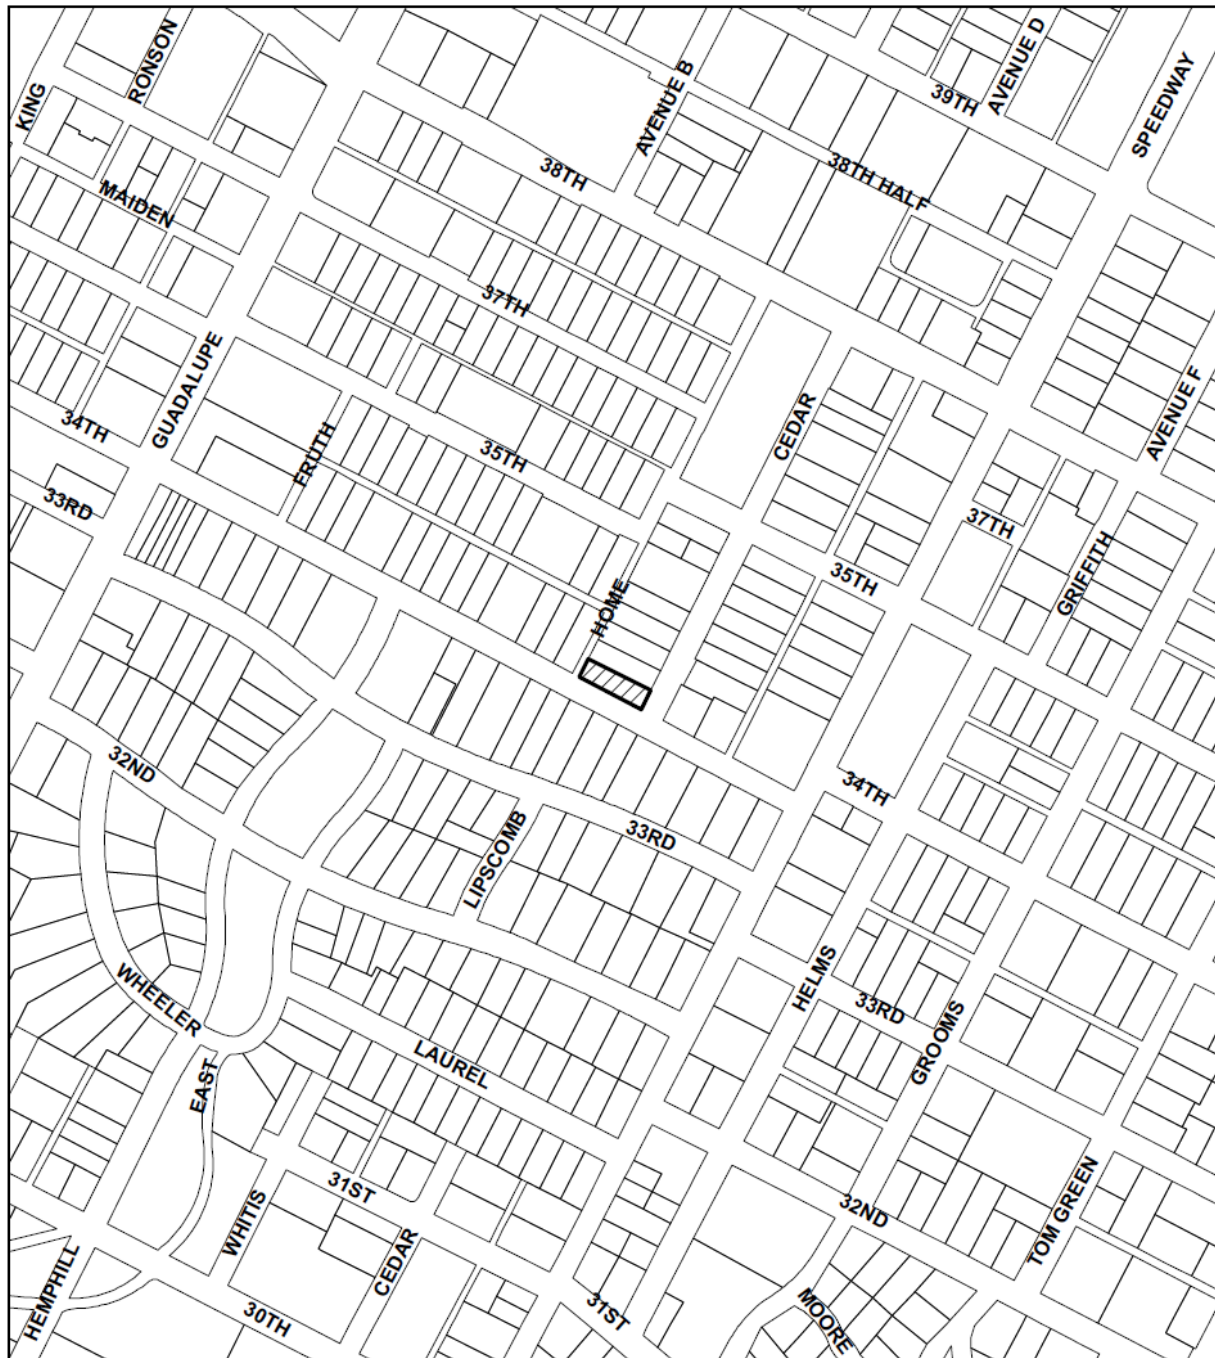 KING
RONSON
AVENUE B
AVENUE D
39TH
SPEEDWAY
38TH
38TH HALF
MAIDEN
37TH
GUADALUPE
34TH
FRUTH
35TH
CEDAR
AVENUE F
33RD
37TH
35TH
HOME
GRIFFITH
32ND
34TH
LIPSCOMB
33RD
WHEELER
HELMS
33RD
GROOMS
LAUREL
EAST
31ST
WHITIS
CEDAR
32ND
TOM GREEN
HEMPHILL
30TH
31ST
MOORE